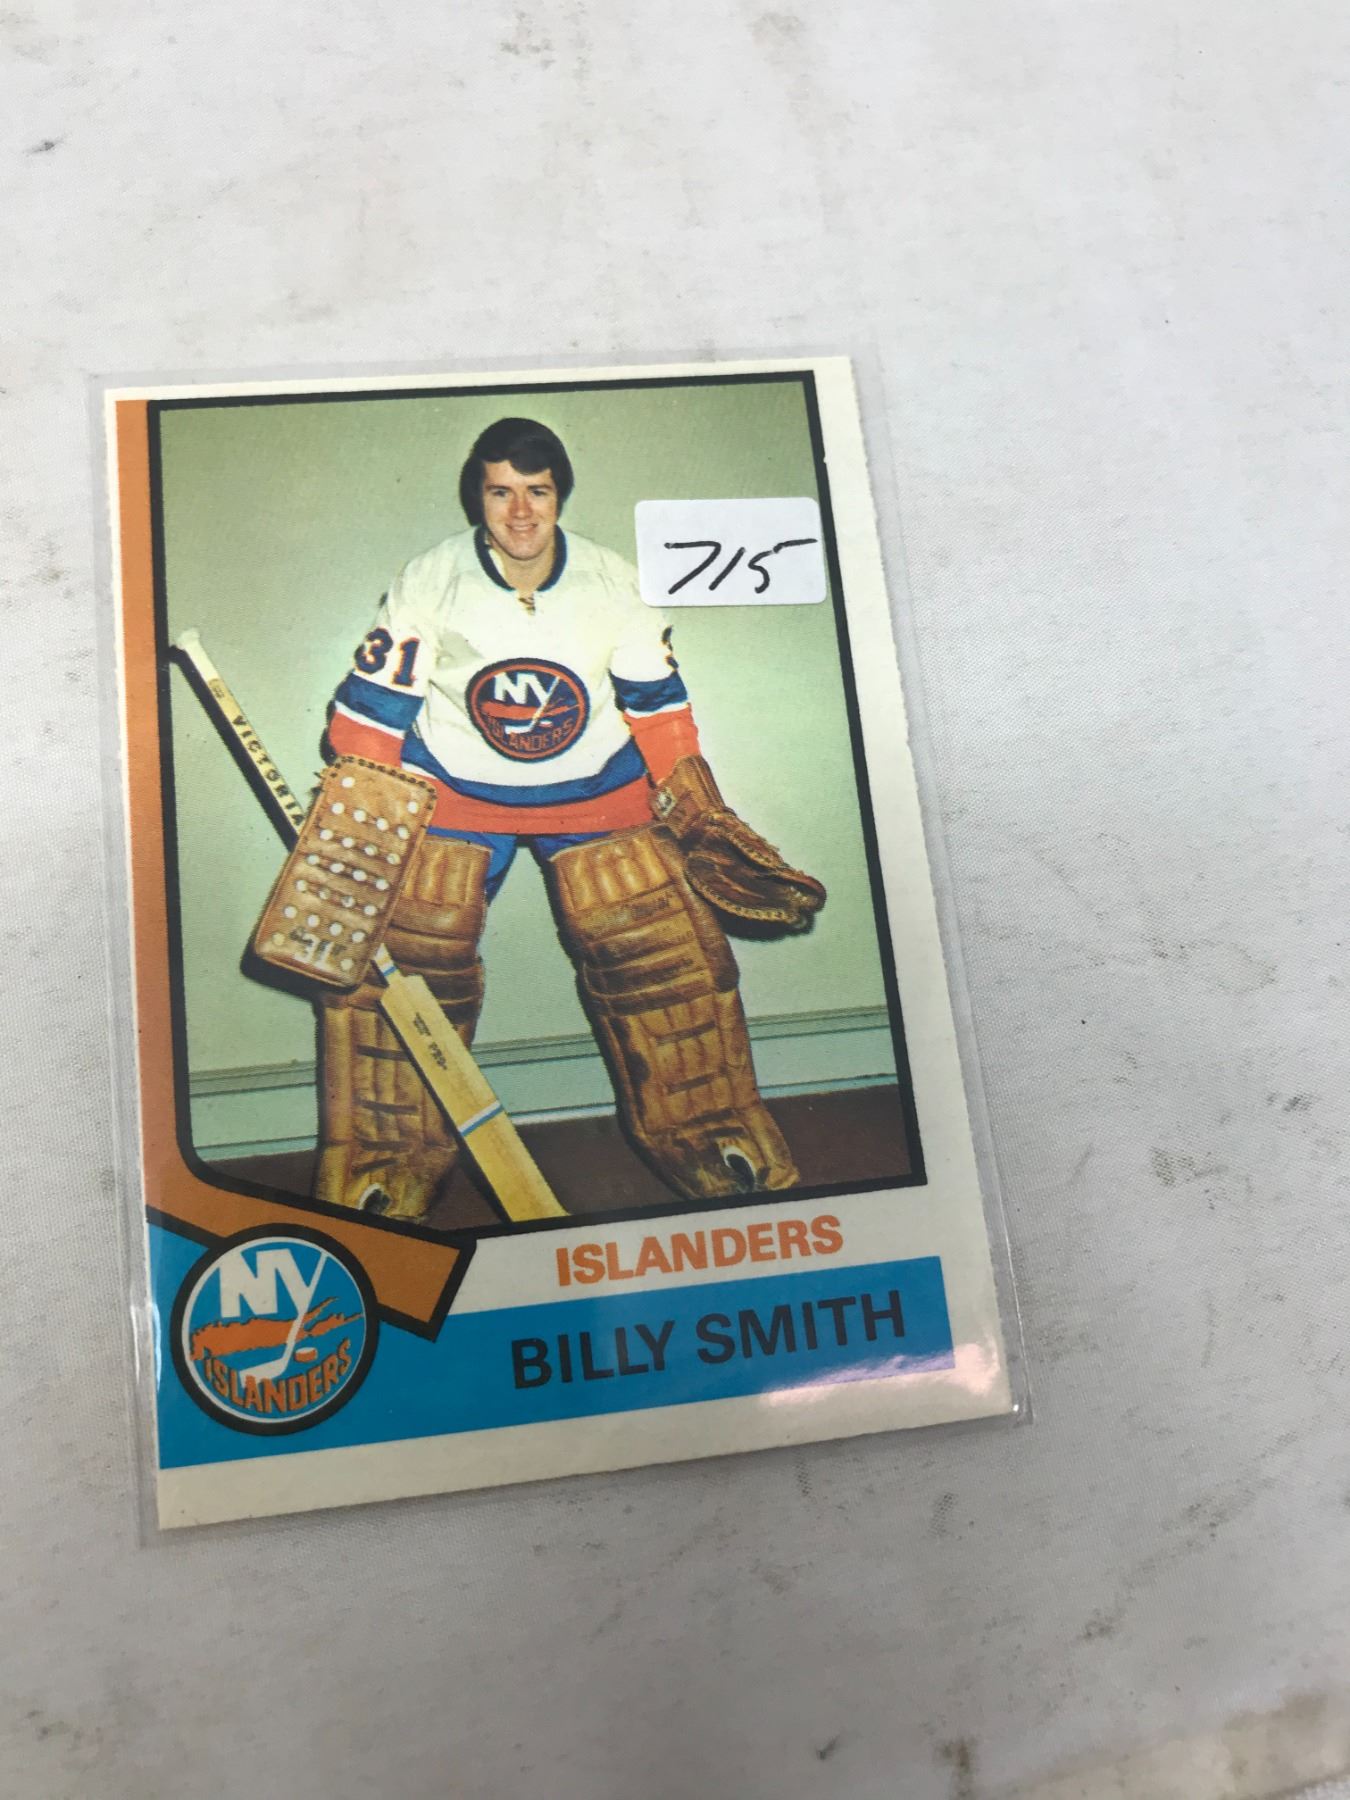 715
31
NY
ISLANDERS
VICTORIA
31
ISLANDERS
BILLY SMITH
NY
ISLANDERS